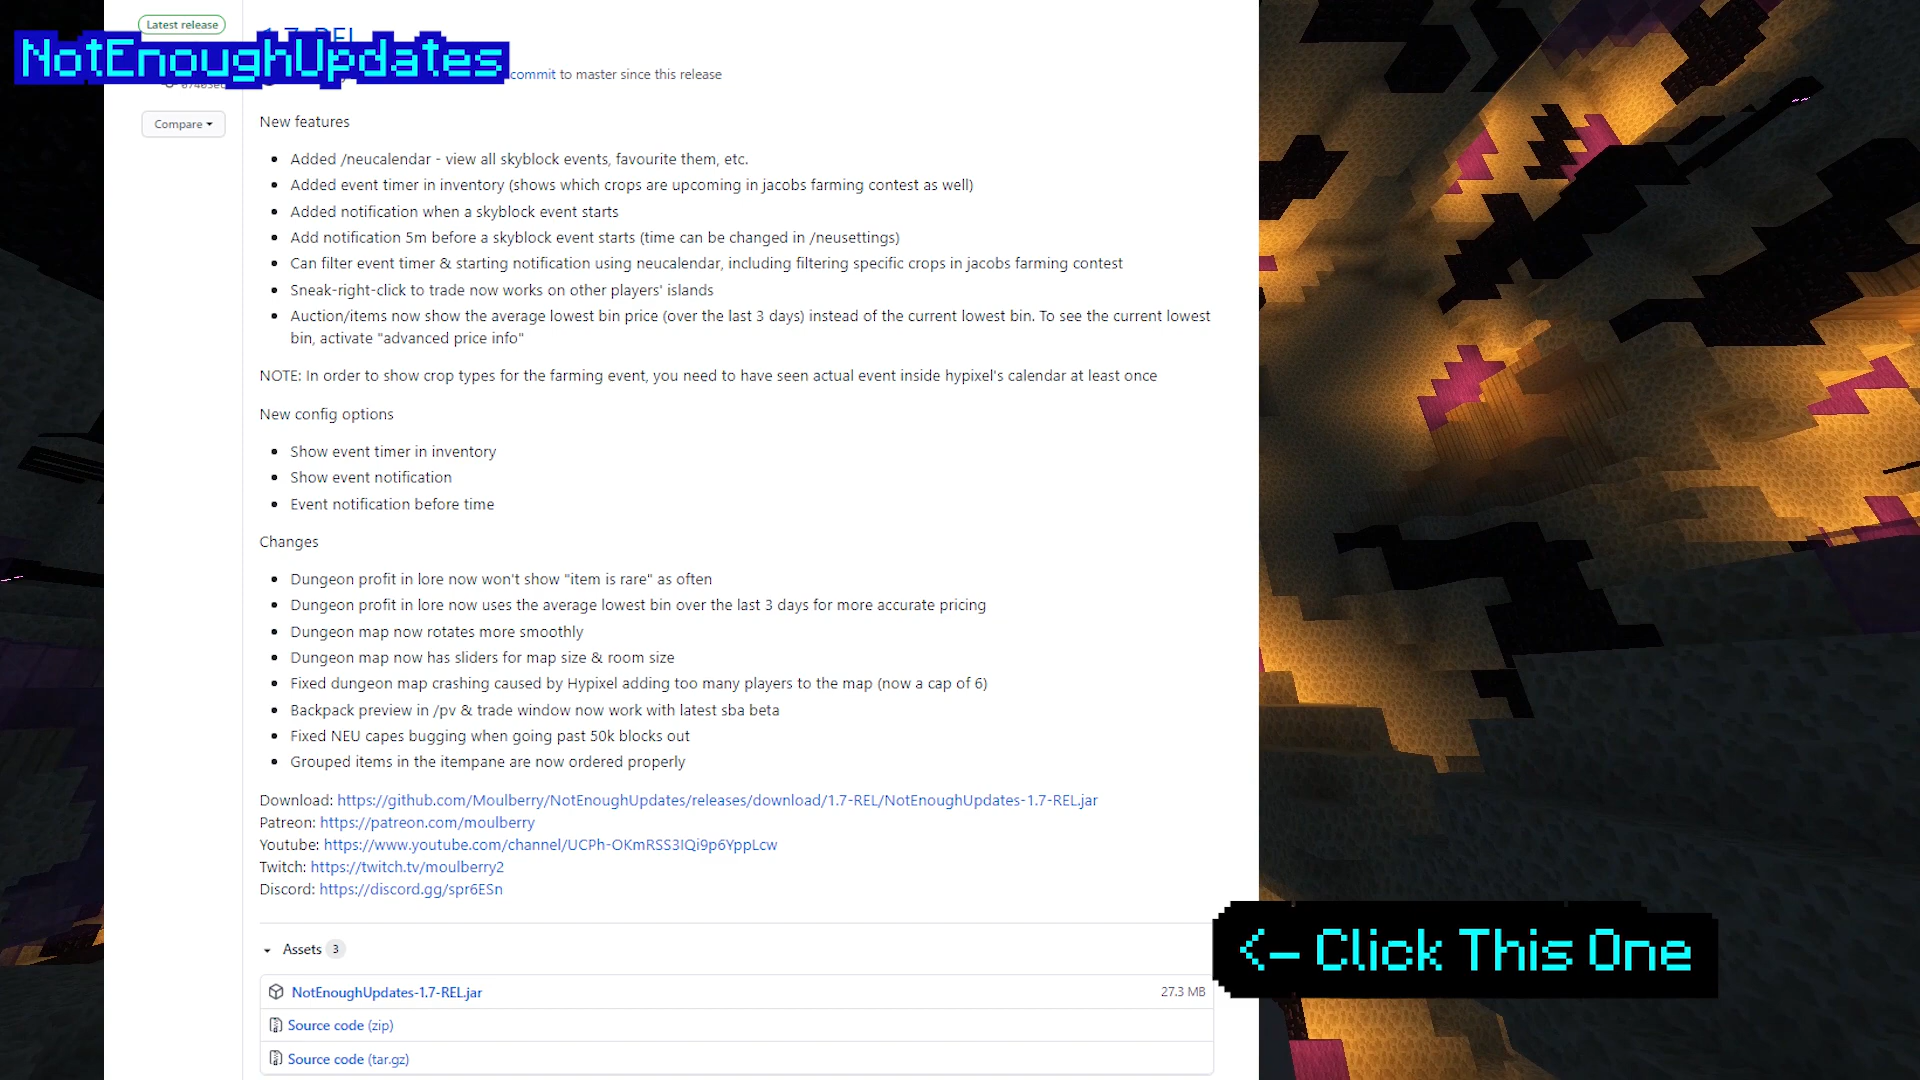 Latest release
1.7-REL
NotEnoughUpdates
commit to master since this release
Compare
New features
Added /neucalendar - view all skyblock events, favourite them, etc.
Added event timer in inventory (shows which crops are upcoming in jacobs farming contest as well)
Added notification when a skyblock event starts
Add notification 5m before a skyblock event starts (time can be changed in /neusettings)
Can filter event timer & starting notification using neucalendar, including filtering specific crops in jacobs farming contest
Sneak-right-click to trade now works on other players' islands
Auction/items now show the average lowest bin price (over the last 3 days) instead of the current lowest bin. To see the current lowest
bin, activate "advanced price info"
NOTE: In order to show crop types for the farming event, you need to have seen actual event inside hypixel's calendar at least once
New config options
Show event timer in inventory
Show event notification
Event notification before time
Changes
Dungeon profit in lore now won't show "item is rare" as often
Dungeon profit in lore now uses the average lowest bin over the last 3 days for more accurate pricing
Dungeon map now rotates more smoothly
Dungeon map now has sliders for map size & room size
Fixed dungeon map crashing caused by Hypixel adding too many players to the map (now a cap of 6)
Backpack preview in /pv & trade window now work with latest sba beta
Fixed NEU capes bugging when going past 50k blocks out
Grouped items in the itempane are now ordered properly
Download: https://github.com/Moulberry/NotEnoughUpdates/releases/download/1.7-REL/NotEnoughUpdates-1.7-REL.jar
Patreon: https://patreon.com/moulberry
Youtube: https://www.youtube.com/channel/UCPh-OKmRSS3IQi9p6YppLcw
Twitch: https://twitch.tv/moulberry2
Discord: https://discord.gg/spr6ESn
Assets 3
<- Click This One
NotEnoughUpdates-1.7-REL.jar 27.3 MB
Source code (zip)
Source code (tar.gz)